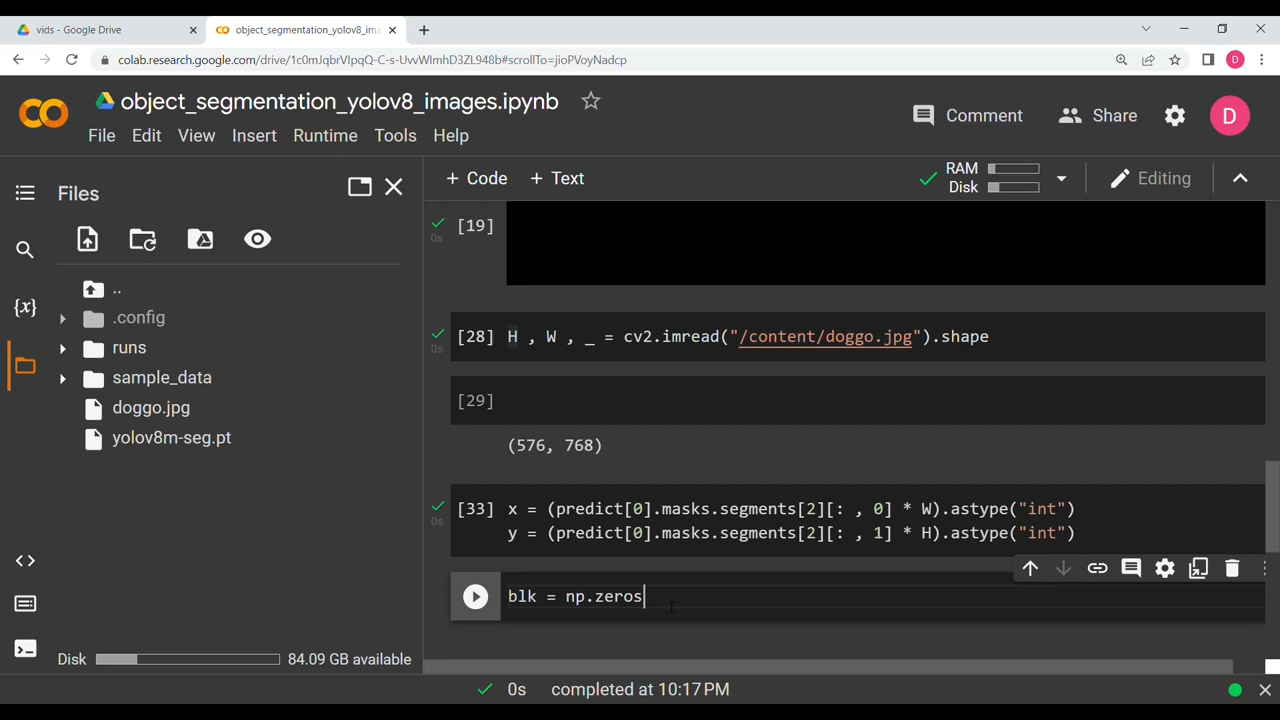 vids - Google Drive
object_segmentation_yolov8_ima
colab.research.google.com/drive/1c0mJqbrVIpqQ-C-s-UvvWImhD3ZL948b#scrollTo=jioPVoyNadcp
D
object_segmentation_yolov8_images.ipynb
File Edit View Insert Runtime Tools Help
Comment
Share
D
Files
+ Code + Text
RAM
Disk
Editing
..
.config
runs
sample_data
doggo.jpg
yolov8m-seg.pt
{x}
Disk
84.09 GB available
0s
[19]
0s
[28] H , W , _ = cv2.imread("/content/doggo.jpg").shape
[29]
(576, 768)
0s
[33] x = (predict[0].masks.segments[2][: , 0] * W).astype("int")
y = (predict[0].masks.segments[2][: , 1] * H).astype("int")
blk = np.zeros
0s completed at 10:17 PM